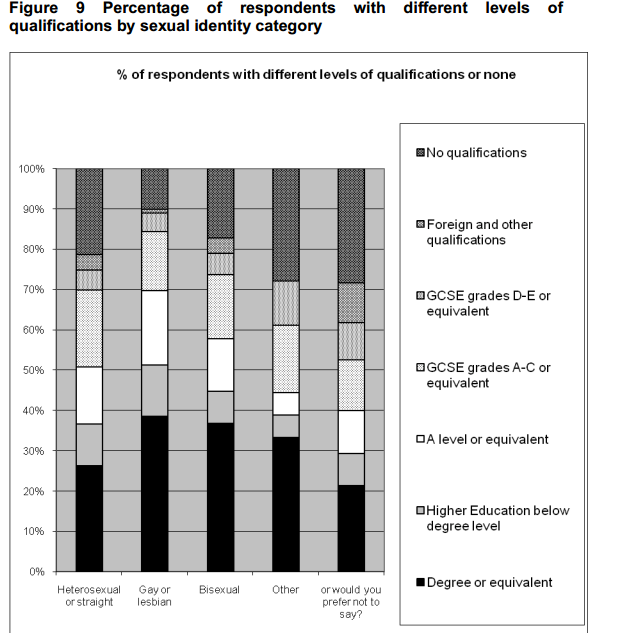 Figure 9 Percentage of respondents with different levels of
qualifications by sexual identity category
% of respondents with different levels of qualifications or none
100%
90%
80%
70%
60%
50%
40%
30%
20%
10%
0%
Heterosexual
or straight
Gay or
lesbian
Bisexual
Other
or would you
prefer not to
say?
No qualifications
Foreign and other
qualifications
GCSE grades D-E or
equivalent
GCSE grades A-C or
equivalent
A level or equivalent
Higher Education below
degree level
Degree or equivalent